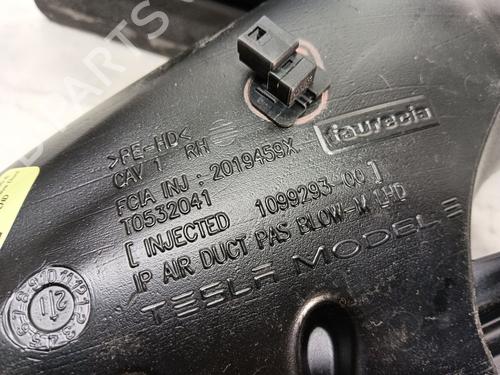 >PE-HD<
CAV 1 RH
faurecia
FCIA INJ : 2019459X
T0532041
[ INJECTED 1099293-00 ]
IP AIR DUCT PAS BLOW-M LHD
TESLA MODEL
21